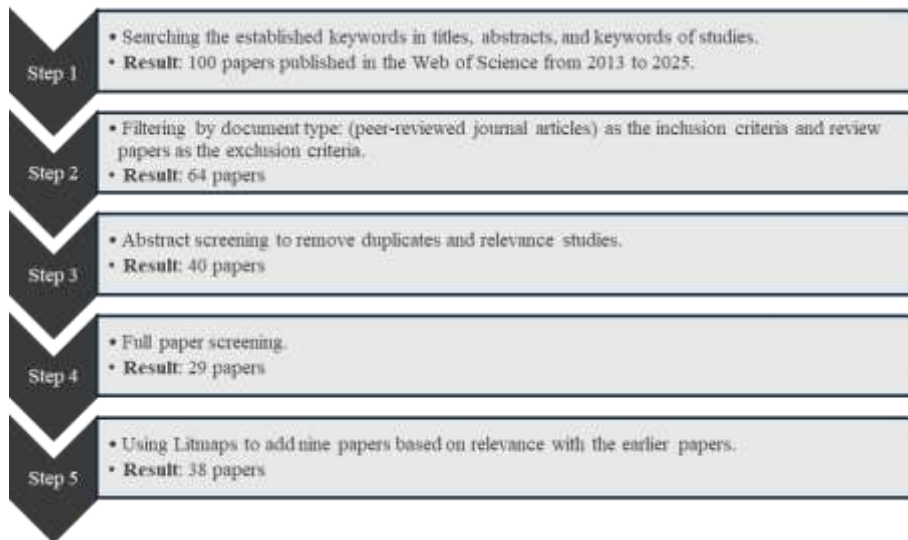 Step 1
• Searching the established keywords in titles, abstracts, and keywords of studies.
• Result: 100 papers published in the Web of Science from 2013 to 2025.
Step 2
• Filtering by document type: (peer-reviewed journal articles) as the inclusion criteria and review
papers as the exclusion criteria.
• Result: 64 papers
Step 3
• Abstract screening to remove duplicates and relevance studies.
• Result: 40 papers
Step 4
• Full paper screening.
• Result: 29 papers
Step 5
• Using Litmaps to add nine papers based on relevance with the earlier papers.
• Result: 38 papers